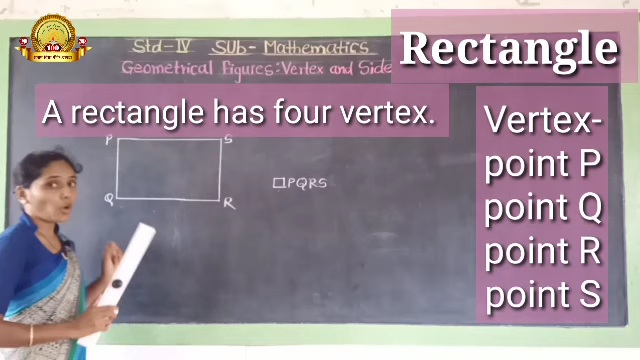 Rectangle
Std-IV SUb- Mathematics
Geometrical Figures: Vertex and Side
A rectangle has four vertex.
Vertex-
point P
point Q
point R
point S
P S
Q R
□PQRS